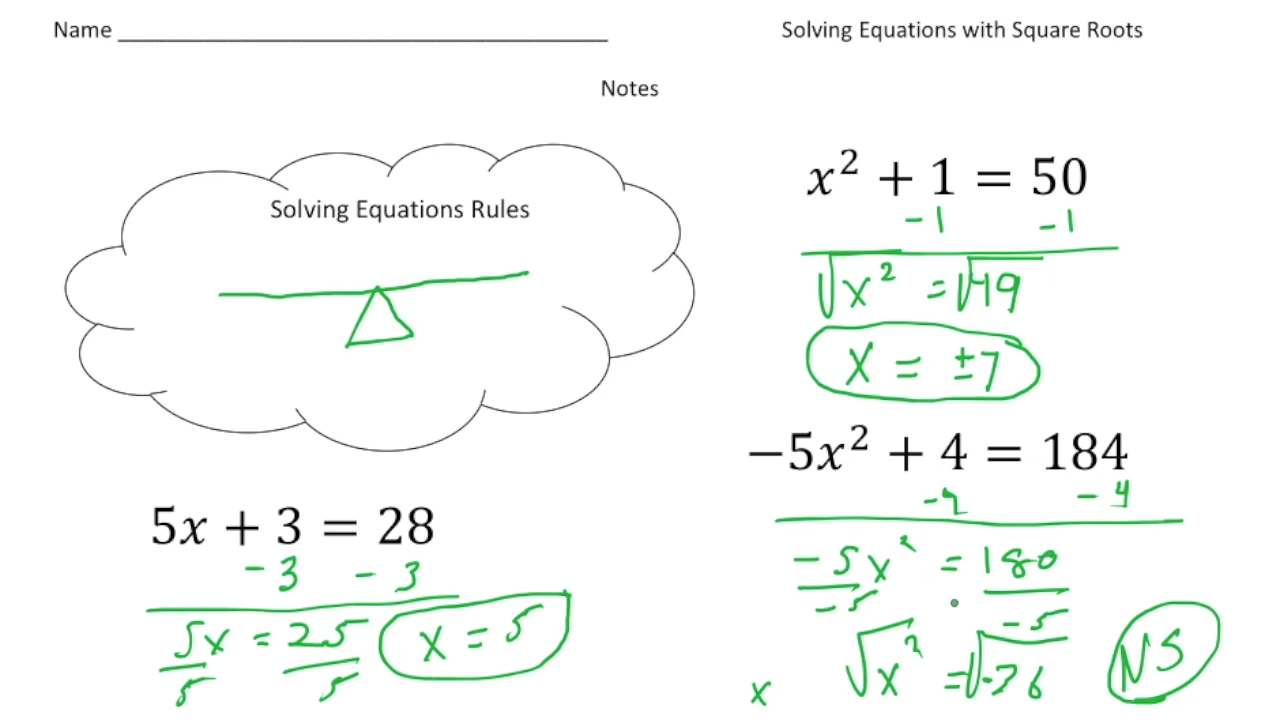 Name ____________________ Solving Equations with Square Roots
Notes
Solving Equations Rules
5x + 3 = 28
-3 -3
5x = 25
5 5
x = 5
x² + 1 = 50
-1 -1
√x² = √49
x = ±7
−5x² + 4 = 184
-4 -4
-5x² = 180
-5 -5
√x² = √-36
x
NS